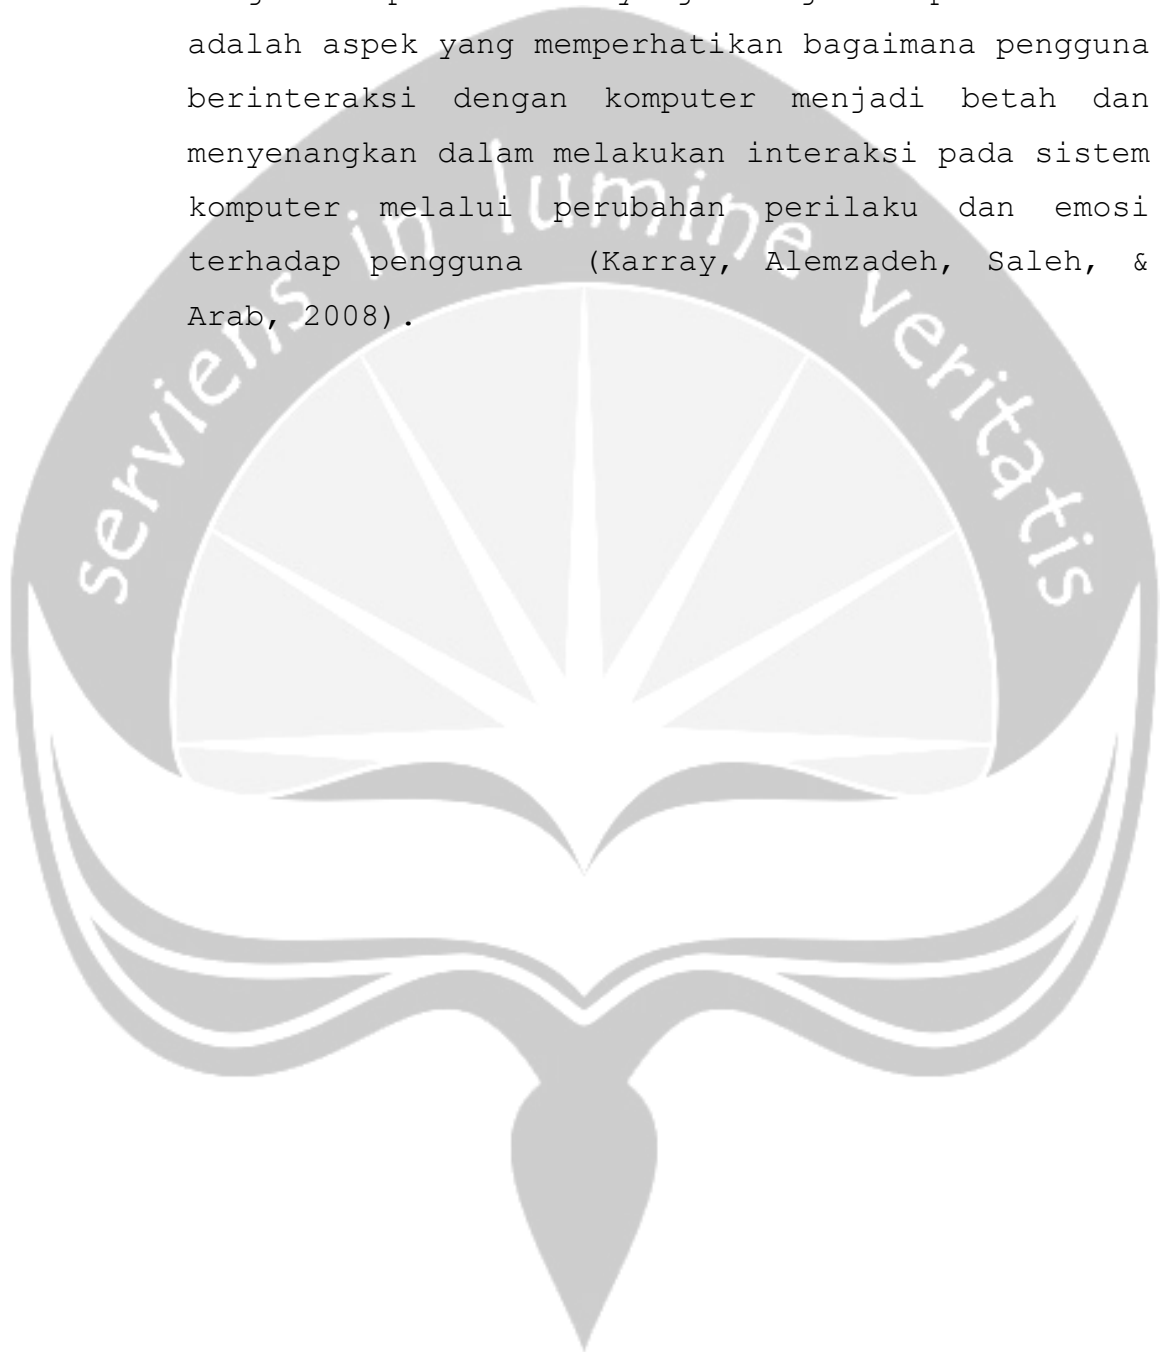 adalah aspek yang memperhatikan bagaimana pengguna
berinteraksi dengan komputer menjadi betah dan
menyenangkan dalam melakukan interaksi pada sistem
komputer melalui perubahan perilaku dan emosi
terhadap pengguna (Karray, Alemzadeh, Saleh, &
Arab, 2008).
serviens in lumine veritatis